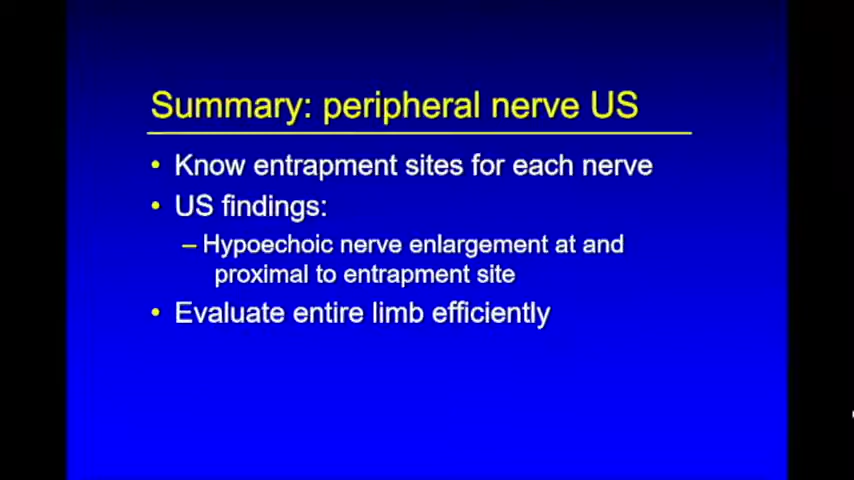 Summary: peripheral nerve US
• Know entrapment sites for each nerve
• US findings:
– Hypoechoic nerve enlargement at and
proximal to entrapment site
• Evaluate entire limb efficiently